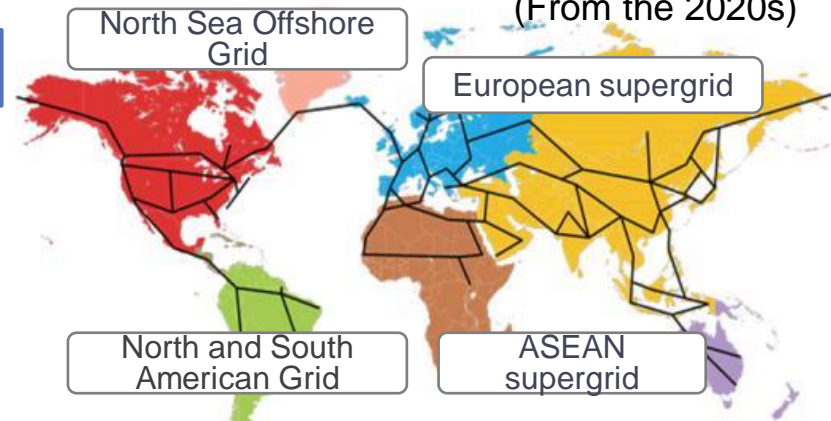 (From the 2020s)
North Sea Offshore
Grid
European supergrid
North and South
American Grid
ASEAN
supergrid